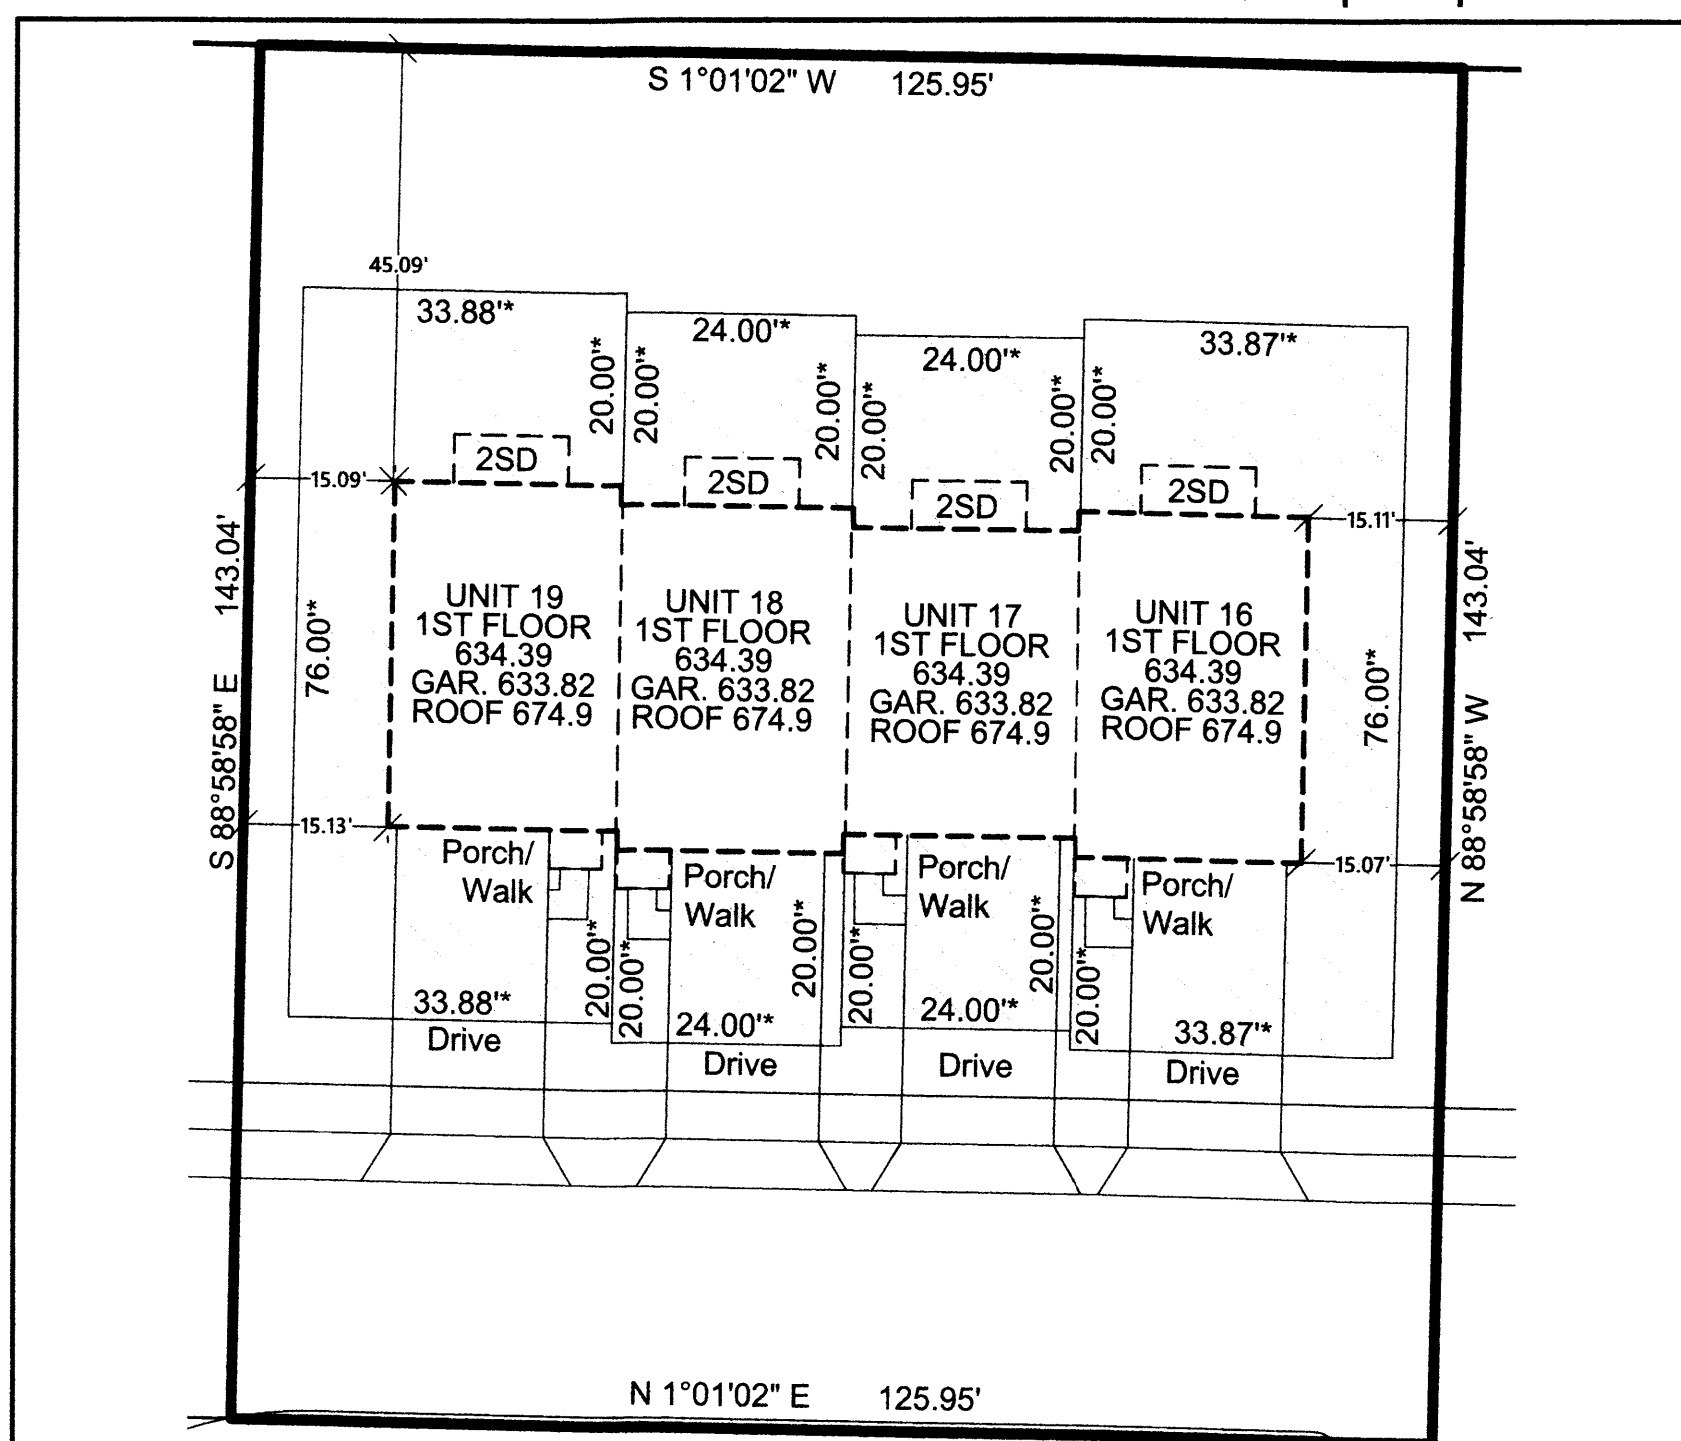 S 1°01'02" W 125.95'
45.09'
33.88'*
24.00'*
24.00'*
33.87'*
20.00'*
20.00'*
20.00'*
20.00'*
20.00'*
20.00'*
2SD
2SD
2SD
2SD
15.09'
15.11'
S 88°58'58" E 143.04'
76.00'*
UNIT 19
1ST FLOOR
634.39
GAR. 633.82
ROOF 674.9
UNIT 18
1ST FLOOR
634.39
GAR. 633.82
ROOF 674.9
UNIT 17
1ST FLOOR
634.39
GAR. 633.82
ROOF 674.9
UNIT 16
1ST FLOOR
634.39
GAR. 633.82
ROOF 674.9
76.00'*
N 88°58'58" W 143.04'
15.13'
15.07'
Porch/
Walk
Porch/
Walk
Porch/
Walk
Porch/
Walk
20.00'*
20.00'*
20.00'*
20.00'*
20.00'*
20.00'*
33.88'*
24.00'*
24.00'*
33.87'*
Drive
Drive
Drive
Drive
N 1°01'02" E 125.95'